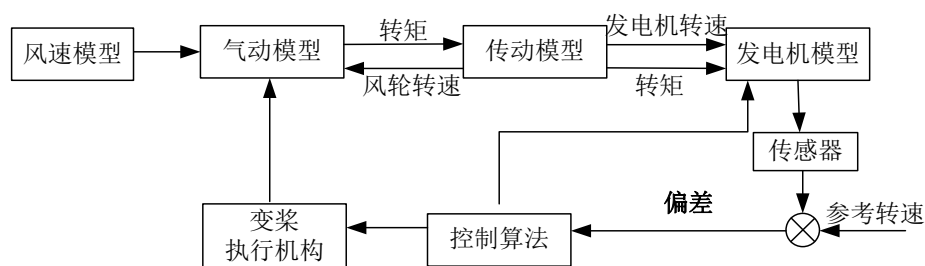 转矩
发电机转速
风速模型
气动模型
传动模型
发电机模型
风轮转速
转矩
传感器
偏差
参考转速
变桨
执行机构
控制算法